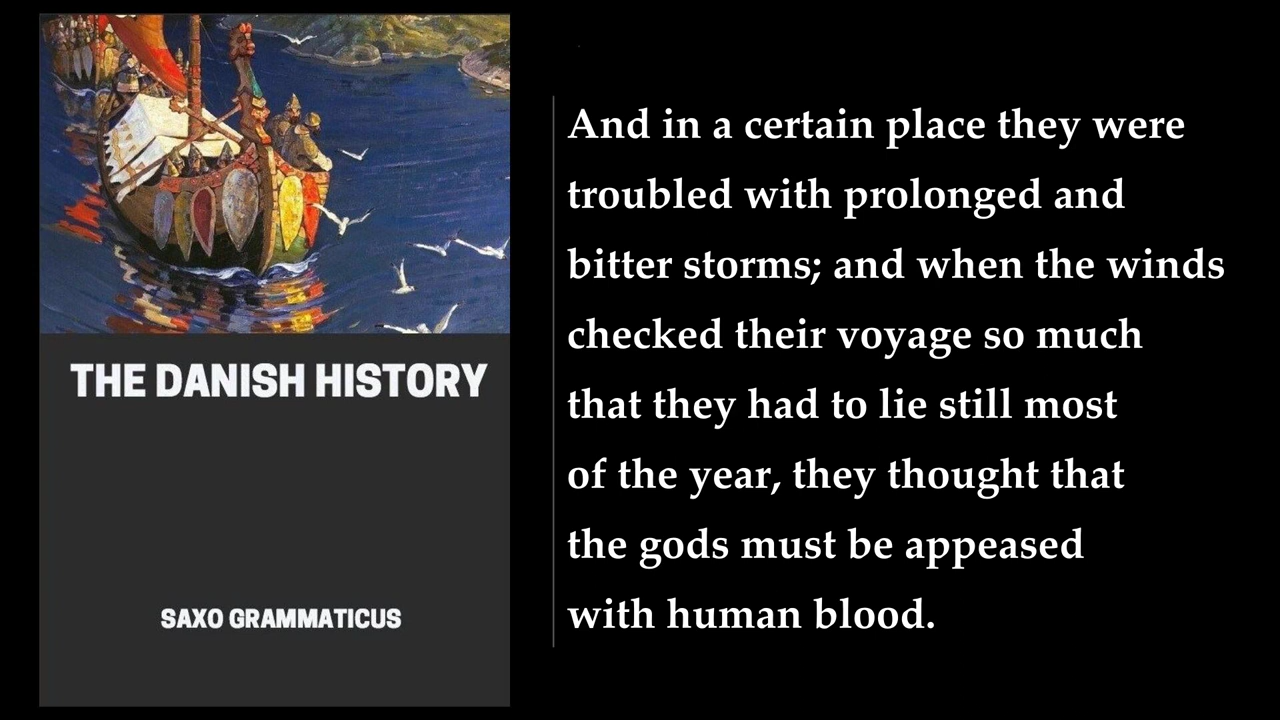 THE DANISH HISTORY
SAXO GRAMMATICUS
And in a certain place they were
troubled with prolonged and
bitter storms; and when the winds
checked their voyage so much
that they had to lie still most
of the year, they thought that
the gods must be appeased
with human blood.